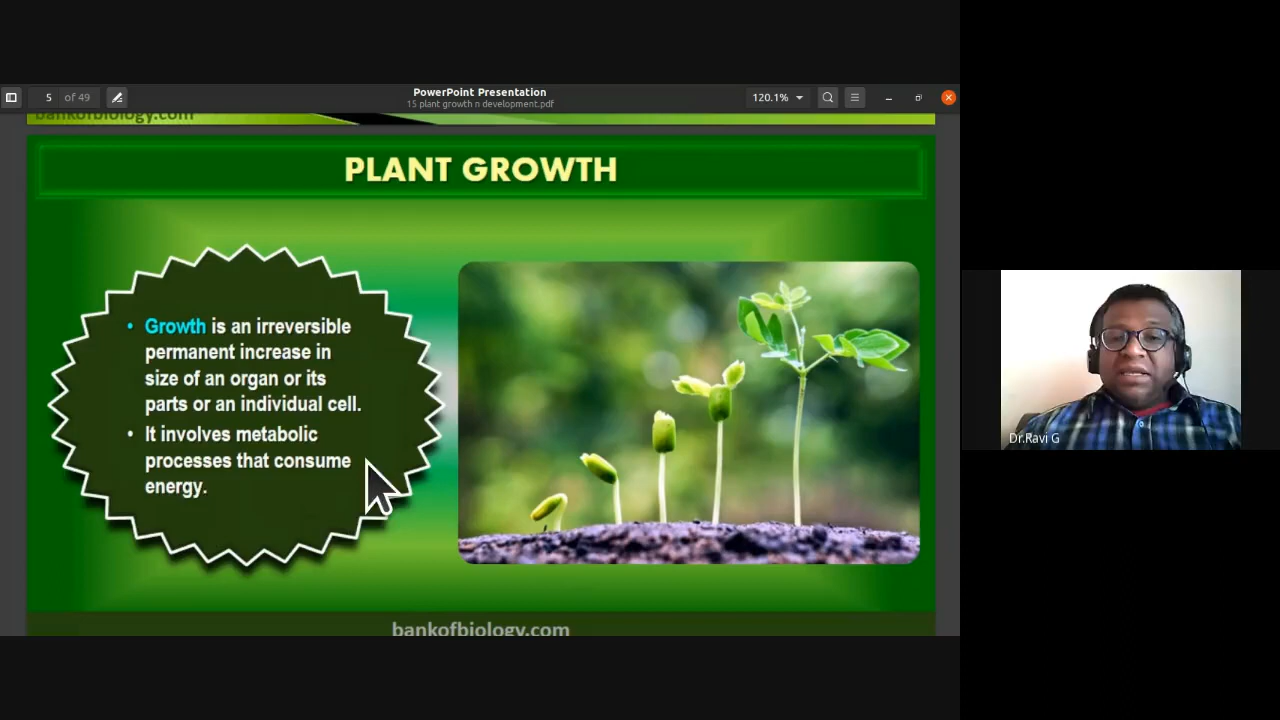 5 of 49
PowerPoint Presentation
15 plant growth n development.pdf
120.1%
bankofbiology.com
PLANT GROWTH
• Growth is an irreversible
permanent increase in
size of an organ or its
parts or an individual cell.
• It involves metabolic
processes that consume
energy.
bankofbiology.com
Dr.Ravi G